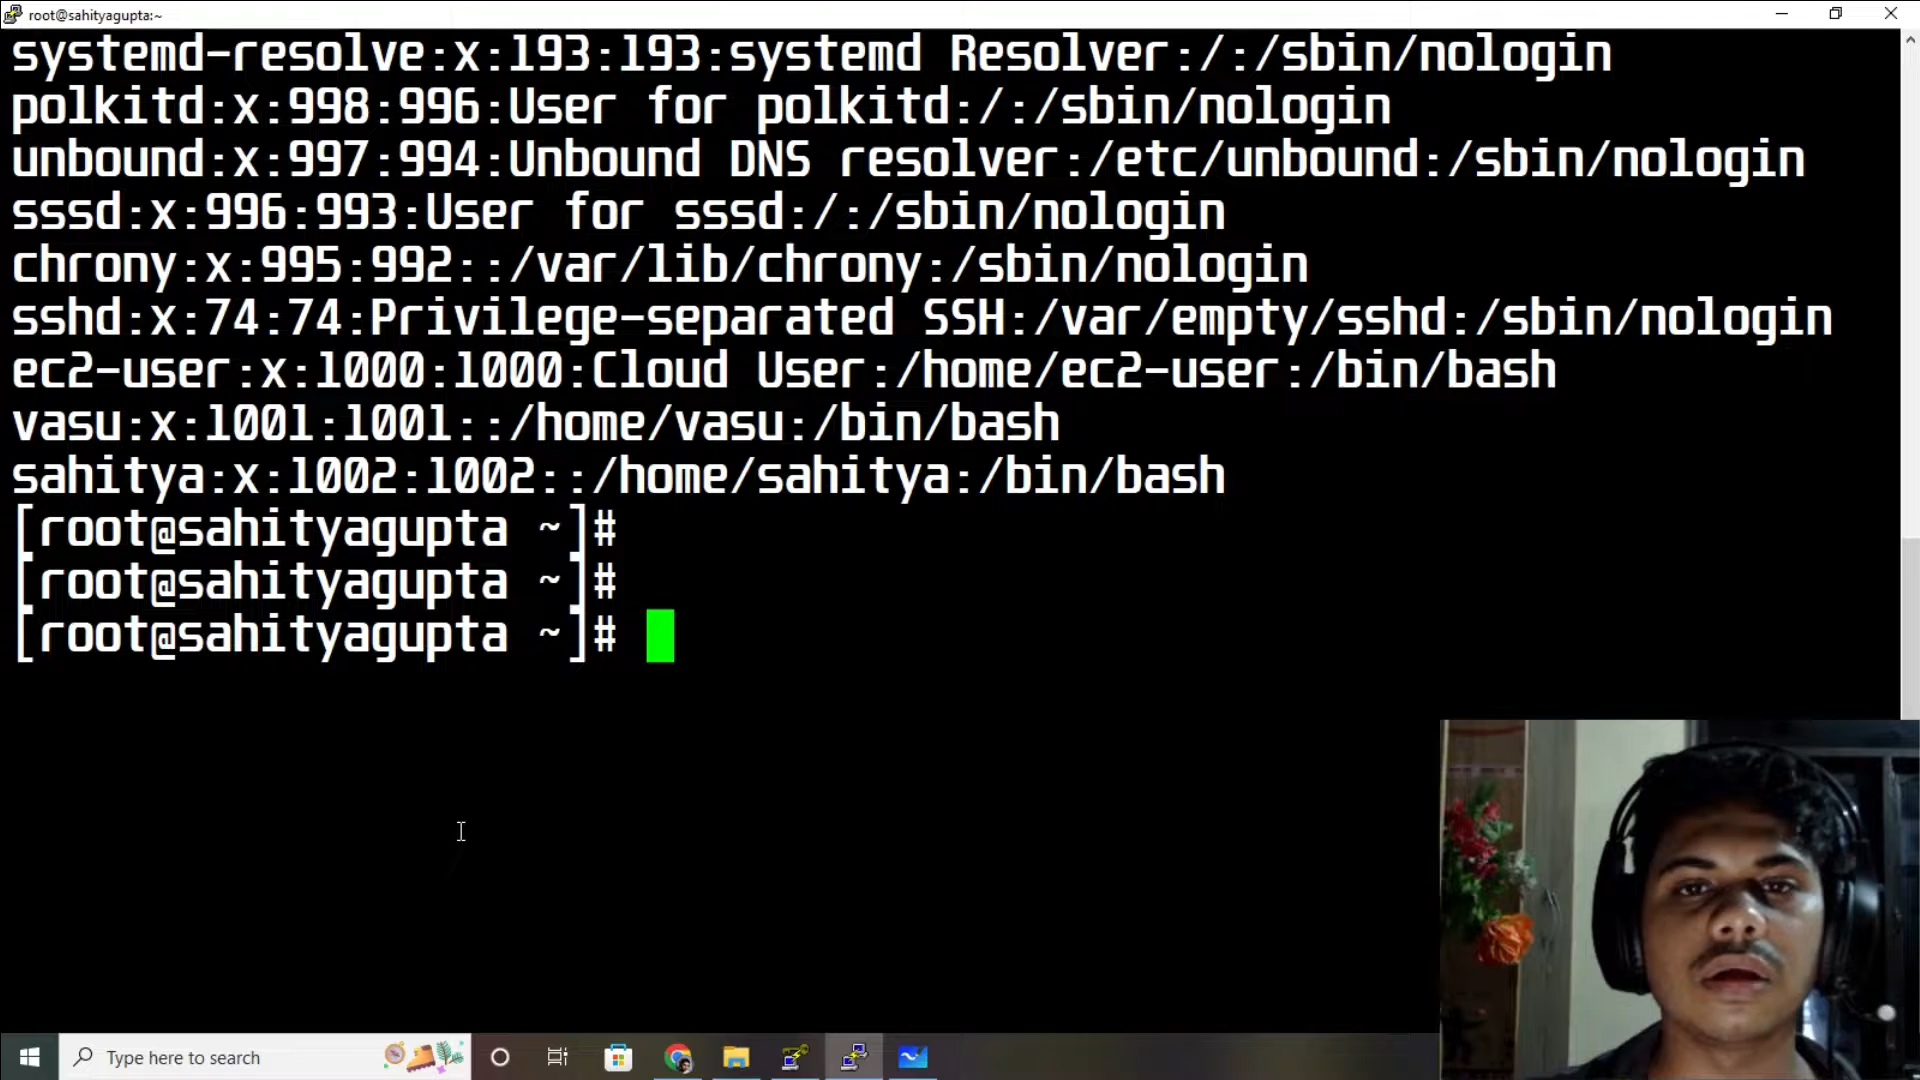 root@sahityagupta:~
systemd-resolve:x:193:193:systemd Resolver:/:/sbin/nologin
polkitd:x:998:996:User for polkitd:/:/sbin/nologin
unbound:x:997:994:Unbound DNS resolver:/etc/unbound:/sbin/nologin
sssd:x:996:993:User for sssd:/:/sbin/nologin
chrony:x:995:992::/var/lib/chrony:/sbin/nologin
sshd:x:74:74:Privilege-separated SSH:/var/empty/sshd:/sbin/nologin
ec2-user:x:1000:1000:Cloud User:/home/ec2-user:/bin/bash
vasu:x:1001:1001::/home/vasu:/bin/bash
sahitya:x:1002:1002::/home/sahitya:/bin/bash
[root@sahityagupta ~]#
[root@sahityagupta ~]#
[root@sahityagupta ~]#
Type here to search